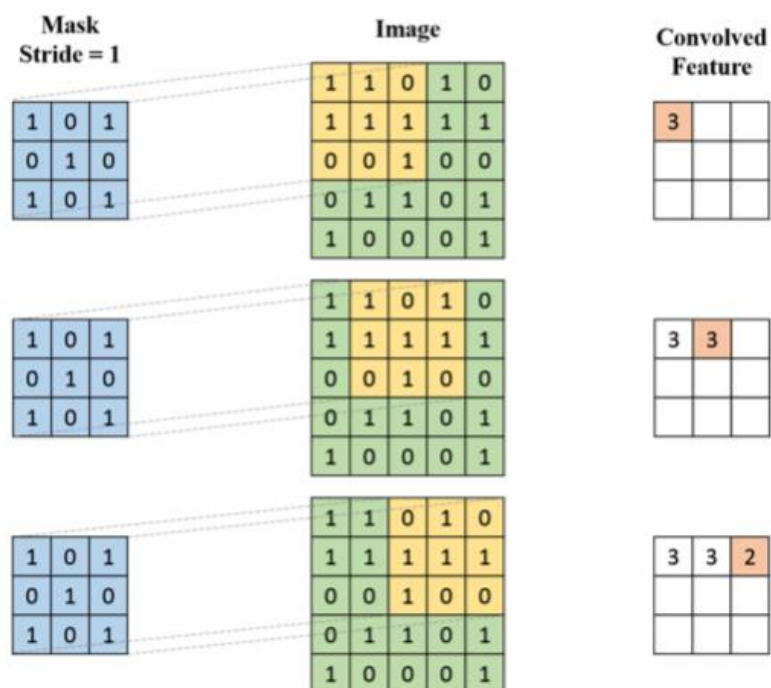 Mask
Stride = 1
Image
Convolved
Feature
1 0 1
0 1 0
1 0 1
1 1 0 1 0
1 1 1 1 1
0 0 1 0 0
0 1 1 0 1
1 0 0 0 1
3
1 0 1
0 1 0
1 0 1
1 1 0 1 0
1 1 1 1 1
0 0 1 0 0
0 1 1 0 1
1 0 0 0 1
3 3
1 0 1
0 1 0
1 0 1
1 1 0 1 0
1 1 1 1 1
0 0 1 0 0
0 1 1 0 1
1 0 0 0 1
3 3 2